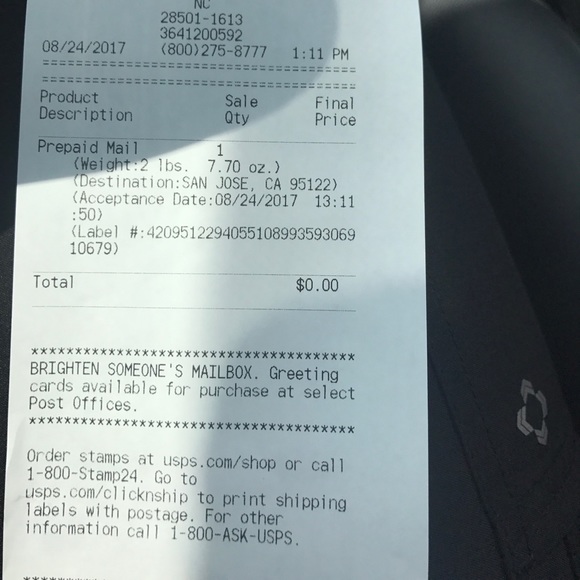 NC
28501-1613
3641200592
08/24/2017 (800)275-8777 1:11 PM
====================================
====================================
Product Sale Final
Description Qty Price
Prepaid Mail 1
(Weight:2 lbs. 7.70 oz.)
(Destination:SAN JOSE, CA 95122)
(Acceptance Date:08/24/2017 13:11
:50)
(Label #:42095122940551089935930​69
10679)
Total $0.00
*************************************
BRIGHTEN SOMEONE'S MAILBOX. Greeting
cards available for purchase at select
Post Offices.
*************************************
Order stamps at usps.com/shop or call
1-800-Stamp24. Go to
usps.com/clicknship to print shipping
labels with postage. For other
information call 1-800-ASK-USPS.